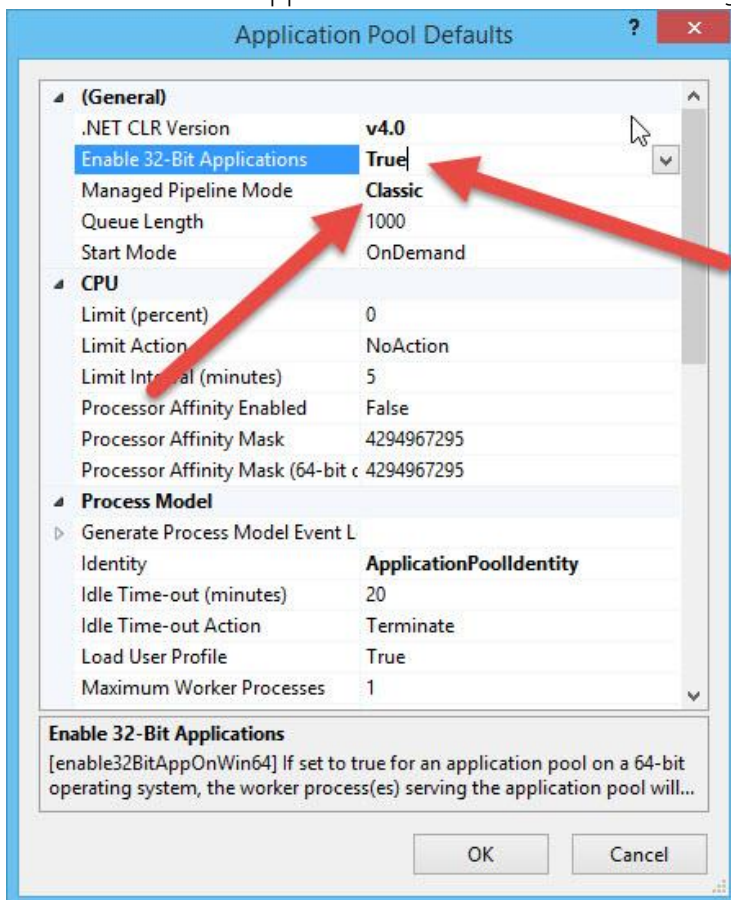 Application Pool Defaults ?
(General)
.NET CLR Version v4.0
Enable 32-Bit Applications True
Managed Pipeline Mode Classic
Queue Length 1000
Start Mode OnDemand
CPU
Limit (percent) 0
Limit Action NoAction
Limit Interval (minutes) 5
Processor Affinity Enabled False
Processor Affinity Mask 4294967295
Processor Affinity Mask (64-bit c 4294967295
Process Model
Generate Process Model Event L
Identity ApplicationPoolIdentity
Idle Time-out (minutes) 20
Idle Time-out Action Terminate
Load User Profile True
Maximum Worker Processes 1
Enable 32-Bit Applications
[enable32BitAppOnWin64] If set to true for an application pool on a 64-bit
operating system, the worker process(es) serving the application pool will...
OK Cancel